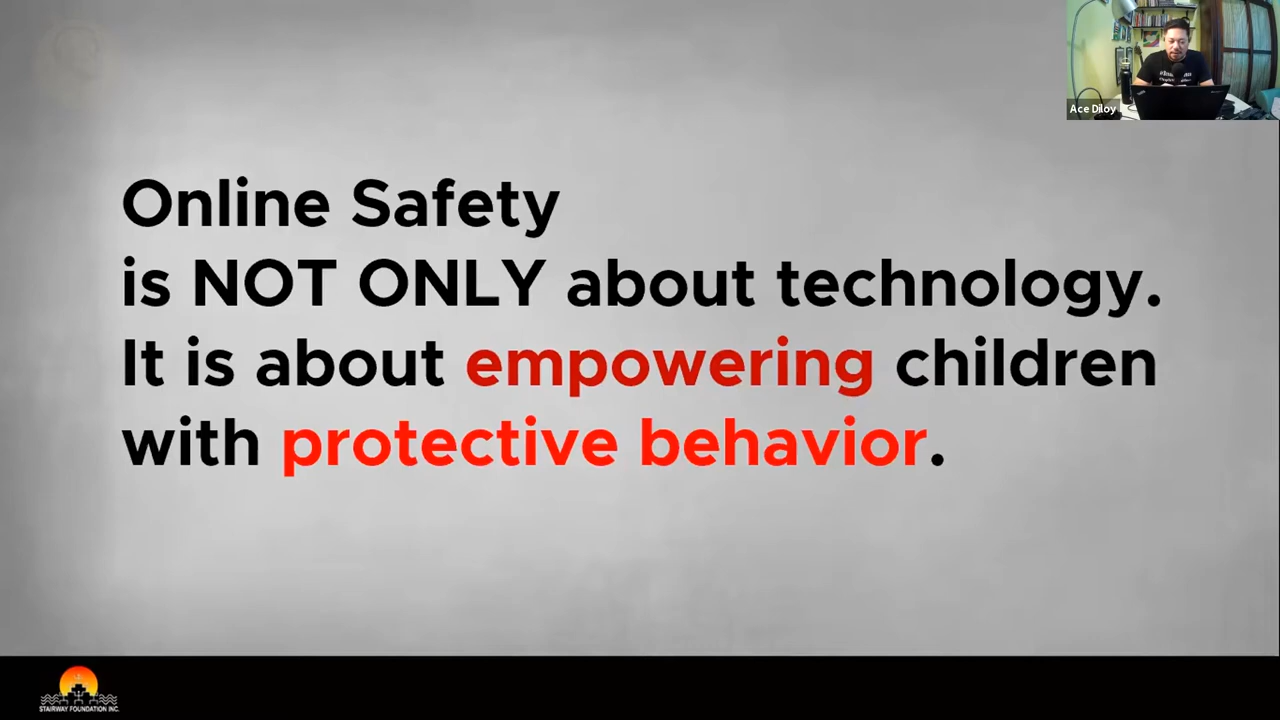 Ace Diloy
Online Safety
is NOT ONLY about technology.
It is about empowering children
with protective behavior.
STAIRWAY FOUNDATION INC.